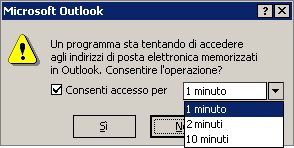 Microsoft Outlook
Un programma sta tentando di accedere
agli indirizzi di posta elettronica memorizzati
in Outlook. Consentire l'operazione?
Consenti accesso per
1 minuto
1 minuto
2 minuti
10 minuti
Sì